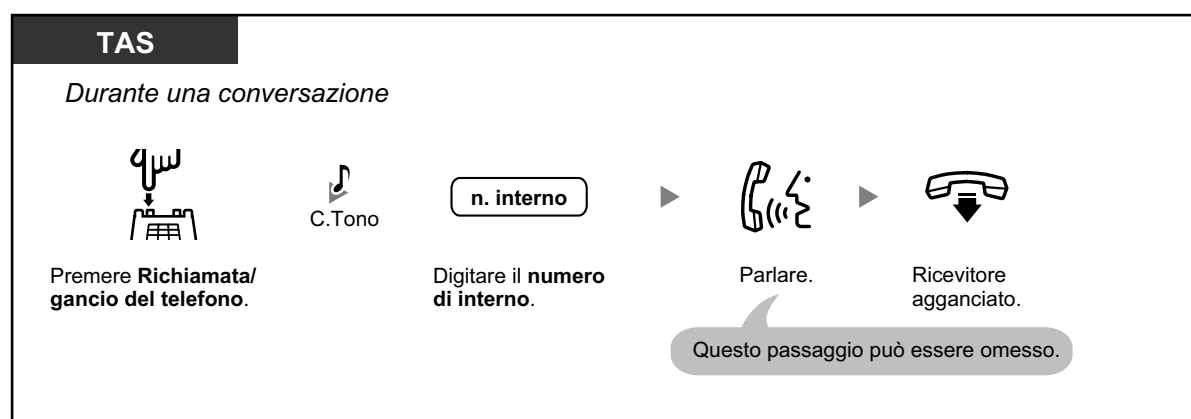 TAS
Durante una conversazione
C.Tono
n. interno
Premere Richiamata/
gancio del telefono.
Digitare il numero
di interno.
Parlare.
Ricevitore
agganciato.
Questo passaggio può essere omesso.